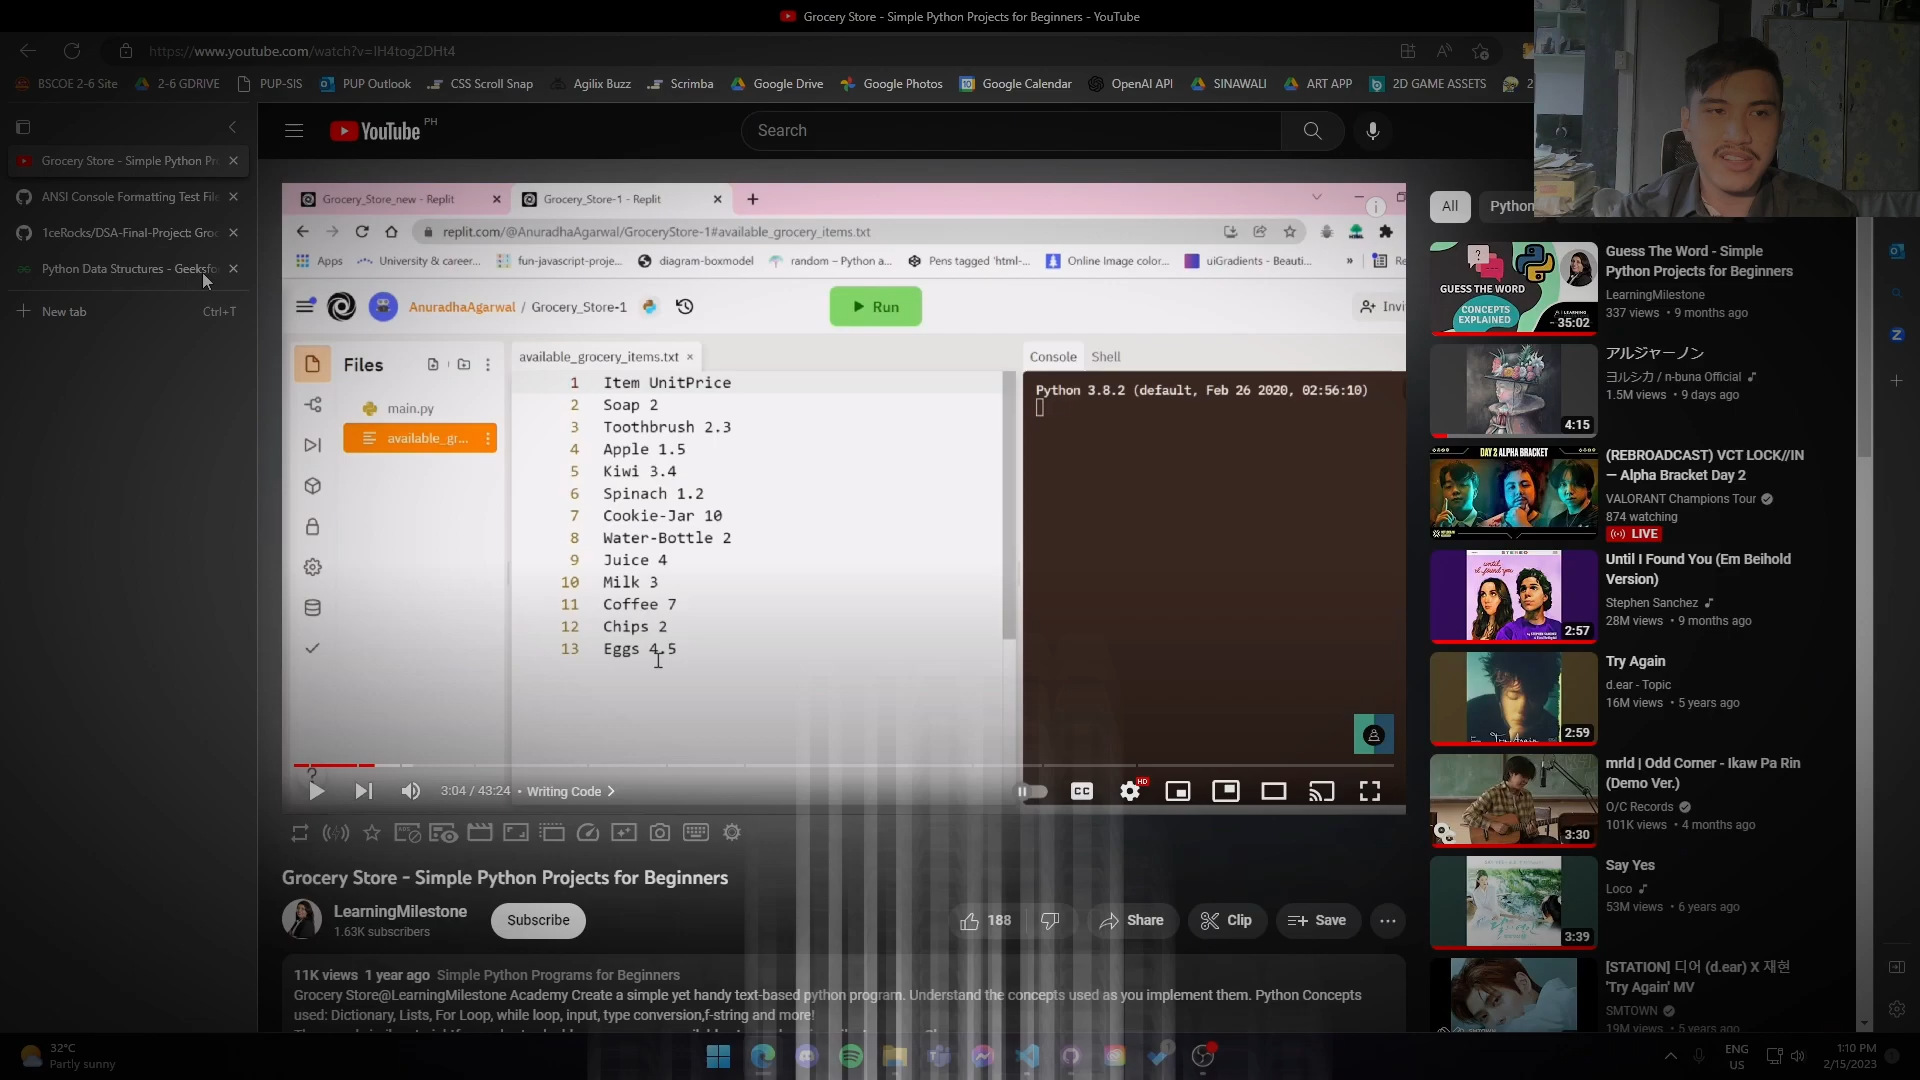 Grocery Store - Simple Python Projects for Beginners - YouTube
https://www.youtube.com/watch?v=lH4tog2DHt4
BSCOE 2-6 Site
2-6 GDRIVE
PUP-SIS
PUP Outlook
CSS Scroll Snap
Agilix Buzz
Scrimba
Google Drive
Google Photos
Google Calendar
OpenAI API
SINAWALI
ART APP
2D GAME ASSETS
Grocery Store - Simple Python Pr
ANSI Console Formatting Test File
1ceRocks/DSA-Final-Project: Groc
Python Data Structures - Geeksfo
New tab
Ctrl+T
YouTube PH
Search
Grocery_Store_new - Replit
Grocery_Store-1 - Replit
replit.com/@AnuradhaAgarwal/GroceryStore-1#available_grocery_items.txt
Apps
University & career...
fun-javascript-proje...
diagram-boxmodel
random – Python a...
Pens tagged 'html-...
Online Image color...
uiGradients - Beauti...
»
AnuradhaAgarwal / Grocery_Store-1
Run
Invi
Files
main.py
available_gr...
available_grocery_items.txt
1 Item UnitPrice
2 Soap 2
3 Toothbrush 2.3
4 Apple 1.5
5 Kiwi 3.4
6 Spinach 1.2
7 Cookie-Jar 10
8 Water-Bottle 2
9 Juice 4
10 Milk 3
11 Coffee 7
12 Chips 2
13 Eggs 4.5
Console
Shell
Python 3.8.2 (default, Feb 26 2020, 02:56:10)
3:04 / 43:24 • Writing Code
CC
HD
Grocery Store - Simple Python Projects for Beginners
LearningMilestone
1.63K subscribers
Subscribe
188
Share
Clip
Save
11K views 1 year ago Simple Python Programs for Beginners
Grocery Store@LearningMilestone Academy Create a simple yet handy text-based python program. Understand the concepts used as you implement them. Python Concepts
used: Dictionary, Lists, For Loop, while loop, input, type conversion,f-string and more!
All
Python
GUESS THE WORD
CONCEPTS
EXPLAINED
35:02
Guess The Word - Simple
Python Projects for Beginners
LearningMilestone
337 views • 9 months ago
4:15
アルジャーノン
ヨルシカ / n-buna Official
1.5M views • 9 days ago
DAY 2 ALPHA BRACKET
(REBROADCAST) VCT LOCK//IN
— Alpha Bracket Day 2
VALORANT Champions Tour
874 watching
LIVE
until i found you
2:57
Until I Found You (Em Beihold
Version)
Stephen Sanchez
28M views • 9 months ago
2:59
Try Again
d.ear - Topic
16M views • 5 years ago
3:30
mrld | Odd Corner - Ikaw Pa Rin
(Demo Ver.)
O/C Records
101K views • 4 months ago
3:39
Say Yes
Loco
53M views • 6 years ago
[STATION] 디어 (d.ear) X 재현
'Try Again' MV
SMTOWN
19M views • 5 years ago
32°C
Partly sunny
ENG
US
1:10 PM
2/15/2023